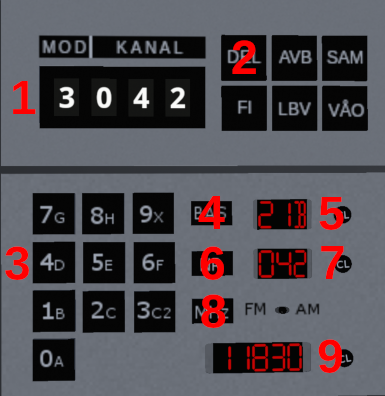 MOD KANAL
2 DEL AVB SAM
1 3 0 4 2
FI LBV VÅO
7G 8H 9X 4 BAS 21B 5 CL
3 4D 5E 6F 6 NR 042 7 CL
1B 2C 3C2 8 MHz FM AM
0A 11830 9 CL